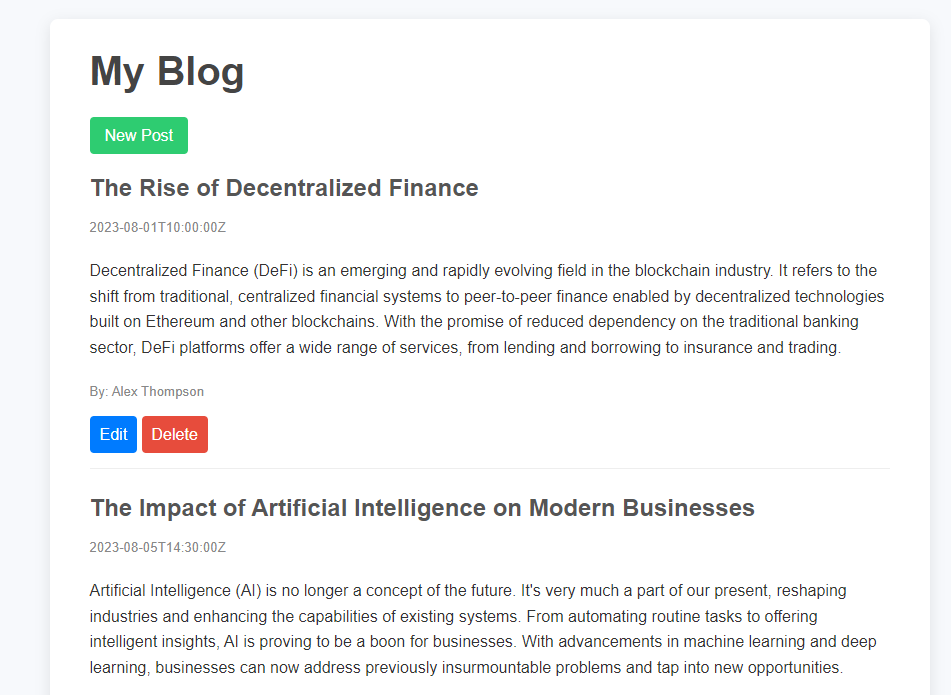 My Blog
New Post
The Rise of Decentralized Finance
2023-08-01T10:00:00Z
Decentralized Finance (DeFi) is an emerging and rapidly evolving field in the blockchain industry. It refers to the
shift from traditional, centralized financial systems to peer-to-peer finance enabled by decentralized technologies
built on Ethereum and other blockchains. With the promise of reduced dependency on the traditional banking
sector, DeFi platforms offer a wide range of services, from lending and borrowing to insurance and trading.
By: Alex Thompson
Edit Delete
The Impact of Artificial Intelligence on Modern Businesses
2023-08-05T14:30:00Z
Artificial Intelligence (AI) is no longer a concept of the future. It's very much a part of our present, reshaping
industries and enhancing the capabilities of existing systems. From automating routine tasks to offering
intelligent insights, AI is proving to be a boon for businesses. With advancements in machine learning and deep
learning, businesses can now address previously insurmountable problems and tap into new opportunities.